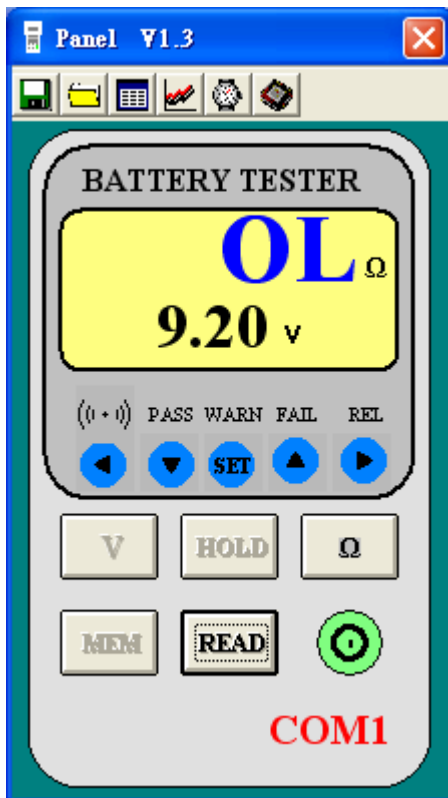 Panel V1.3
BATTERY TESTER
OL Ω
9.20 V
PASS WARN FAIL REL
SET
V HOLD Ω
MEM READ
COM1